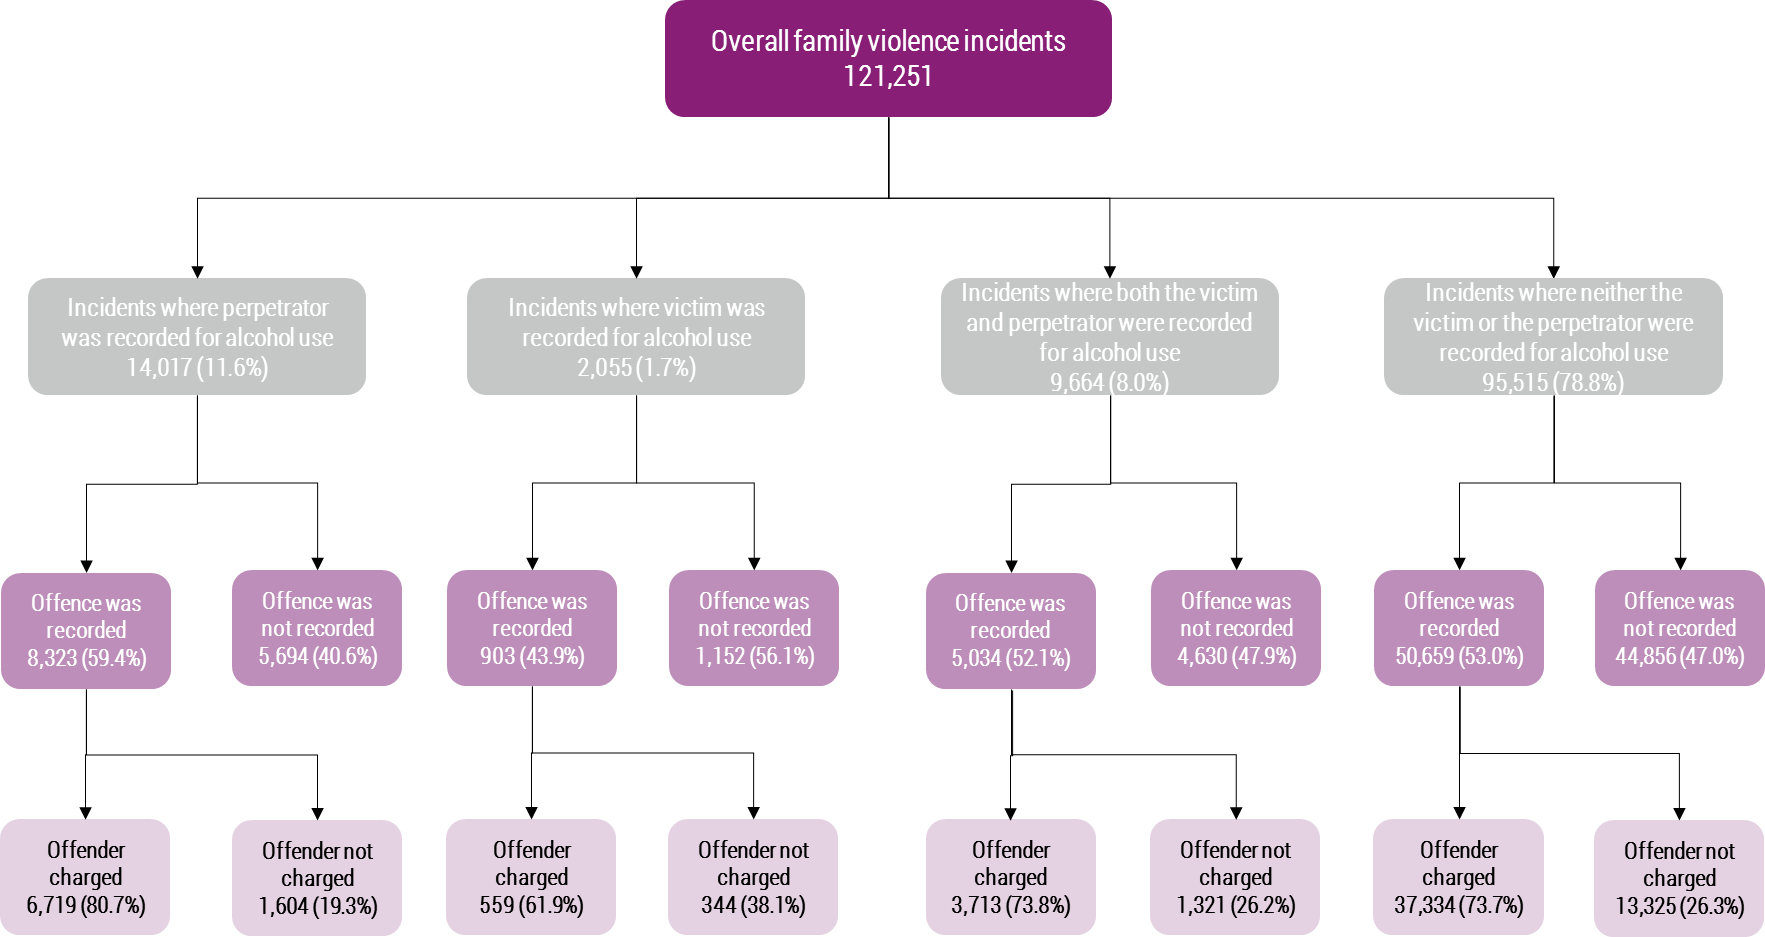 Overall family violence incidents
121,251
Incidents where perpetrator
was recorded for alcohol use
14,017 (11.6%)
Incidents where victim was
recorded for alcohol use
2,055 (1.7%)
Incidents where both the victim
and perpetrator were recorded
for alcohol use
9,664 (8.0%)
Incidents where neither the
victim or the perpetrator were
recorded for alcohol use
95,515 (78.8%)
Offence was
recorded
8,323 (59.4%)
Offence was
not recorded
5,694 (40.6%)
Offence was
recorded
903 (43.9%)
Offence was
not recorded
1,152 (56.1%)
Offence was
recorded
5,034 (52.1%)
Offence was
not recorded
4,630 (47.9%)
Offence was
recorded
50,659 (53.0%)
Offence was
not recorded
44,856 (47.0%)
Offender
charged
6,719 (80.7%)
Offender not
charged
1,604 (19.3%)
Offender
charged
559 (61.9%)
Offender not
charged
344 (38.1%)
Offender
charged
3,713 (73.8%)
Offender not
charged
1,321 (26.2%)
Offender
charged
37,334 (73.7%)
Offender not
charged
13,325 (26.3%)